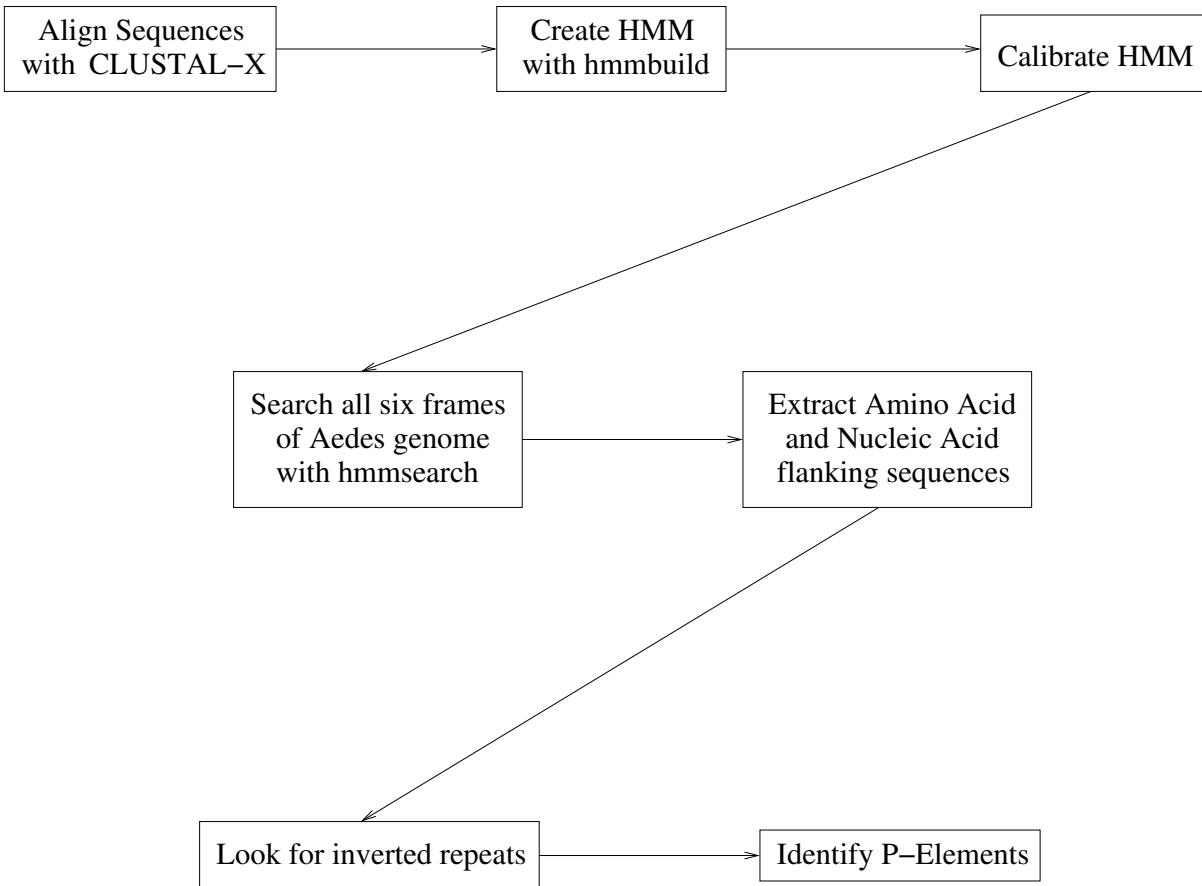 Align Sequences
with CLUSTAL–X
Create HMM
with hmmbuild
Calibrate HMM
Search all six frames
of Aedes genome
with hmmsearch
Extract Amino Acid
and Nucleic Acid
flanking sequences
Look for inverted repeats
Identify P–Elements